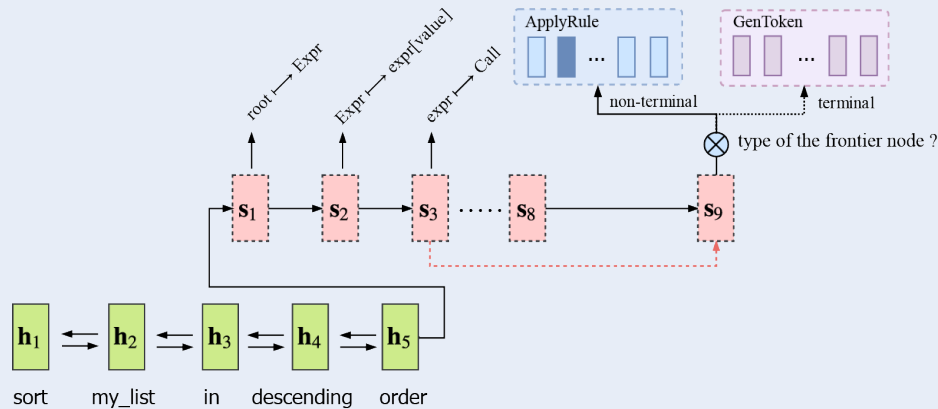 ApplyRule
GenToken
...
...
root ⟼ Expr
Expr ⟼ expr[value]
expr ⟼ Call
non-terminal
terminal
type of the frontier node ?
s1
s2
s3
.....
s8
s9
h1
h2
h3
h4
h5
sort
my_list
in
descending
order